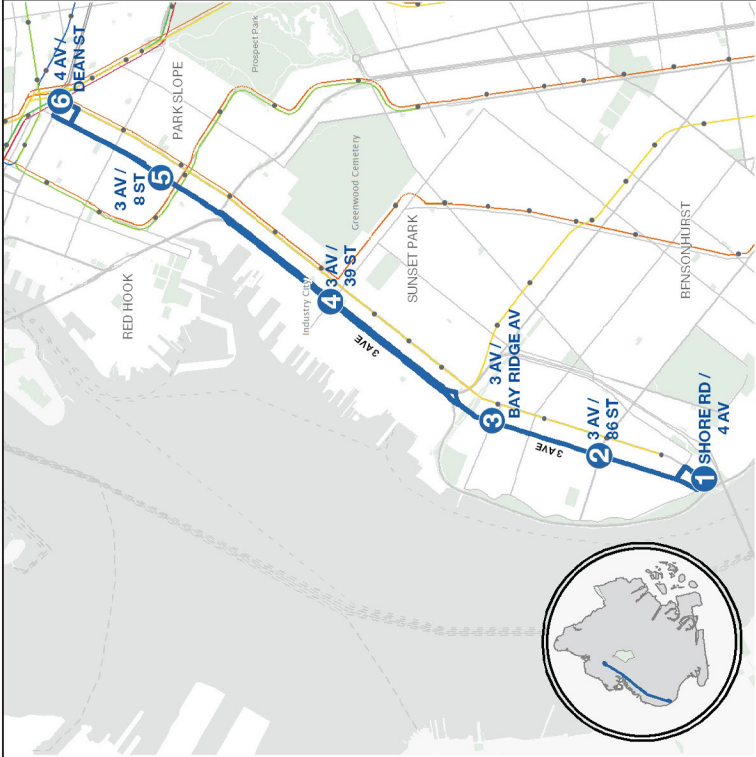 6
4 AV /
DEAN ST
Prospect Park
PARK SLOPE
5
3 AV /
8 ST
RED HOOK
Greenwood Cemetery
Industry City
4
3 AV /
39 ST
3 AVE
SUNSET PARK
3
3 AV /
BAY RIDGE AV
BENSONHURST
3 AVE
2
3 AV /
86 ST
1
SHORE RD /
4 AV